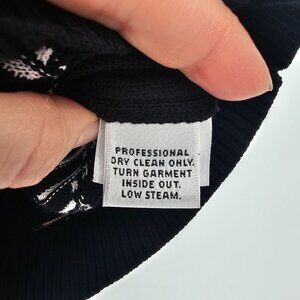 PROFESSIONAL
DRY CLEAN ONLY.
TURN GARMENT
INSIDE OUT.
LOW STEAM.